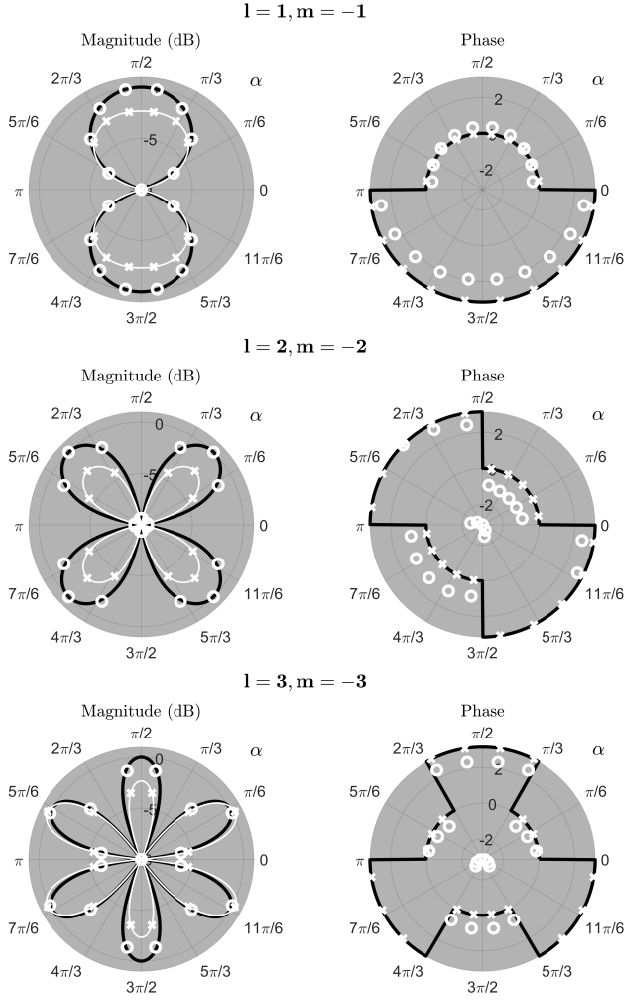 l = 1, m = −1
Magnitude (dB) Phase
π/2 π/2
2π/3 π/3 α 2π/3 π/3 α
5π/6 π/6 5π/6 2 π/6
-5
-2
π 0 π 0
7π/6 11π/6 7π/6 11π/6
4π/3 5π/3 4π/3 5π/3
3π/2 3π/2
l = 2, m = −2
Magnitude (dB) Phase
π/2 π/2
2π/3 0 π/3 α 2π/3 π/3 α
5π/6 π/6 5π/6 2 π/6
-5
-2
π 0 π 0
7π/6 11π/6 7π/6 11π/6
4π/3 5π/3 4π/3 5π/3
3π/2 3π/2
l = 3, m = −3
Magnitude (dB) Phase
π/2 π/2
2π/3 0 π/3 α 2π/3 π/3 α
5π/6 π/6 5π/6 2 π/6
-5 0
-2
π 0 π 0
7π/6 11π/6 7π/6 11π/6
4π/3 5π/3 4π/3 5π/3
3π/2 3π/2